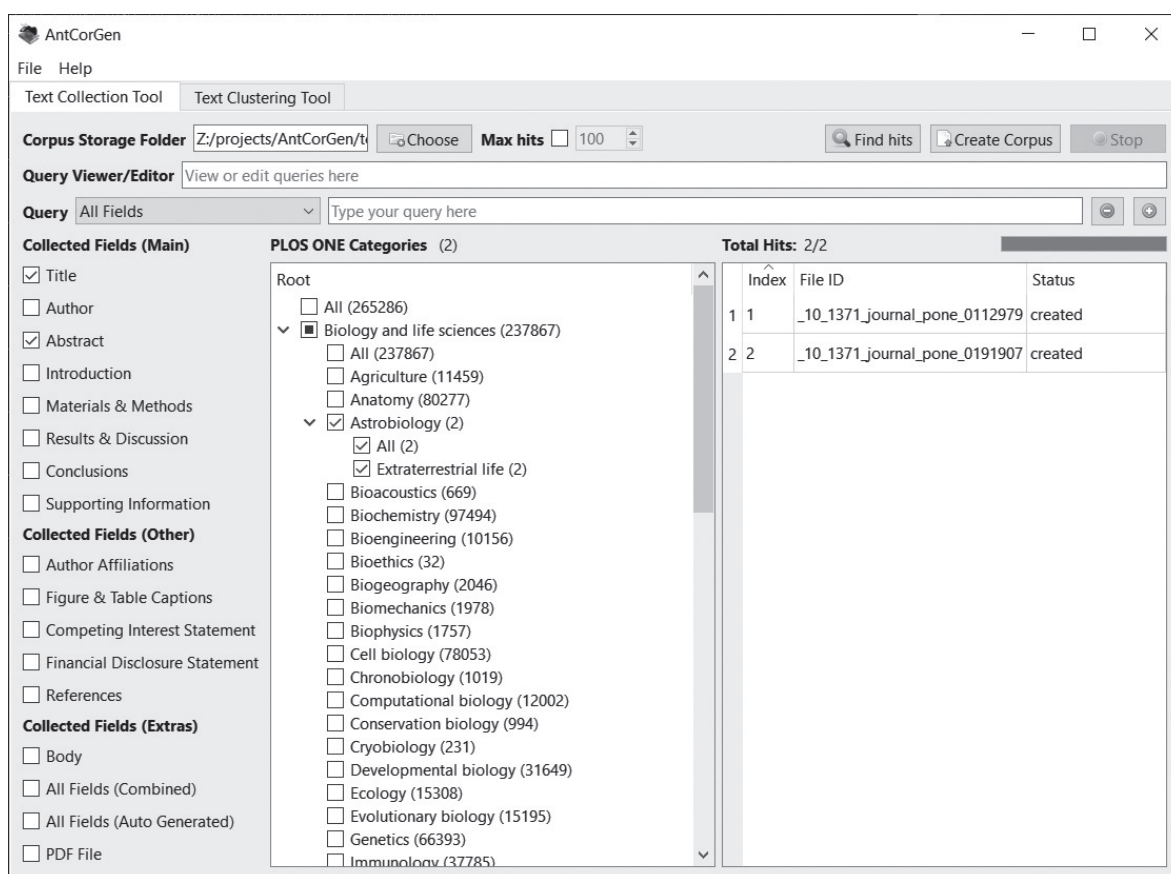 AntCorGen
File Help
Text Collection Tool Text Clustering Tool
Corpus Storage Folder Z:/projects/AntCorGen/te Choose Max hits 100 Find hits Create Corpus Stop
Query Viewer/Editor View or edit queries here
Query All Fields Type your query here
Collected Fields (Main)
Title
Author
Abstract
Introduction
Materials & Methods
Results & Discussion
Conclusions
Supporting Information
Collected Fields (Other)
Author Affiliations
Figure & Table Captions
Competing Interest Statement
Financial Disclosure Statement
References
Collected Fields (Extras)
Body
All Fields (Combined)
All Fields (Auto Generated)
PDF File
PLOS ONE Categories (2)
Root
All (265286)
Biology and life sciences (237867)
All (237867)
Agriculture (11459)
Anatomy (80277)
Astrobiology (2)
All (2)
Extraterrestrial life (2)
Bioacoustics (669)
Biochemistry (97494)
Bioengineering (10156)
Bioethics (32)
Biogeography (2046)
Biomechanics (1978)
Biophysics (1757)
Cell biology (78053)
Chronobiology (1019)
Computational biology (12002)
Conservation biology (994)
Cryobiology (231)
Developmental biology (31649)
Ecology (15308)
Evolutionary biology (15195)
Genetics (66393)
Immunology (37785)
Total Hits: 2/2
Index File ID Status
1 1 _10_1371_journal_pone_0112979 created
2 2 _10_1371_journal_pone_0191907 created